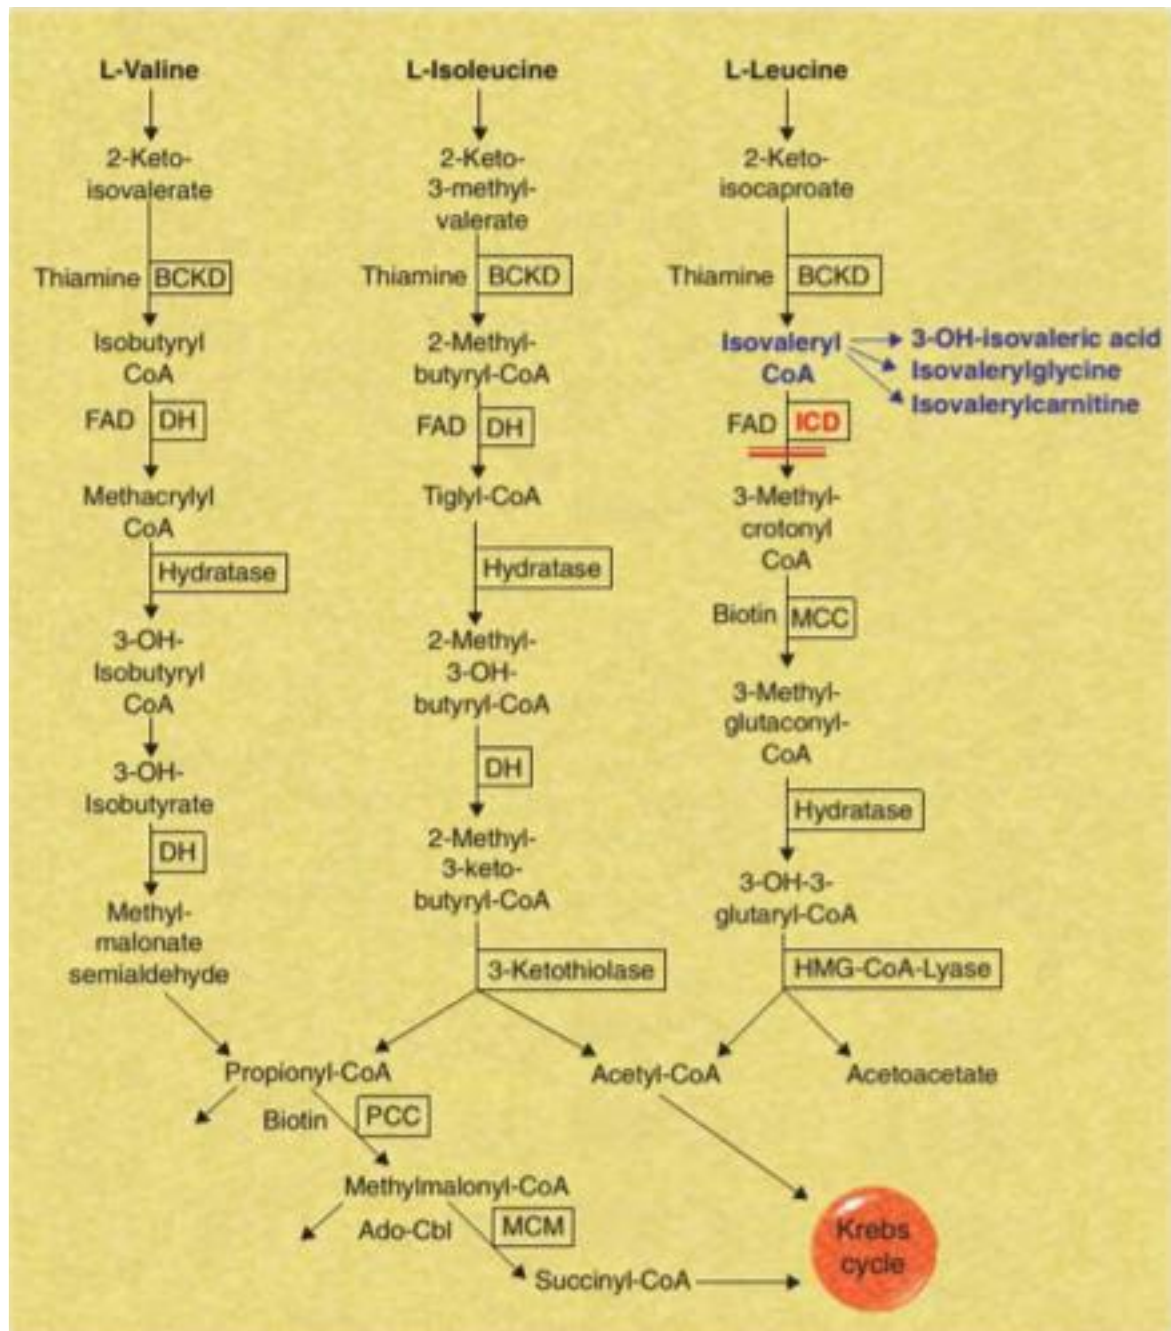 L-Valine
2-Keto-
isovalerate
Thiamine BCKD
Isobutyryl
CoA
FAD DH
Methacrylyl
CoA
Hydratase
3-OH-
Isobutyryl
CoA
3-OH-
Isobutyrate
DH
Methyl-
malonate
semialdehyde
L-Isoleucine
2-Keto-
3-methyl-
valerate
Thiamine BCKD
2-Methyl-
butyryl-CoA
FAD DH
Tiglyl-CoA
Hydratase
2-Methyl-
3-OH-
butyryl-CoA
DH
2-Methyl-
3-keto-
butyryl-CoA
3-Ketothiolase
L-Leucine
2-Keto-
isocaproate
Thiamine BCKD
Isovaleryl
CoA
3-OH-isovaleric acid
Isovalerylglycine
Isovalerylcarnitine
FAD ICD
3-Methyl-
crotonyl
CoA
Biotin MCC
3-Methyl-
glutaconyl-
CoA
Hydratase
3-OH-3-
glutaryl-CoA
HMG-CoA-Lyase
Propionyl-CoA
Acetyl-CoA
Acetoacetate
Biotin PCC
Methylmalonyl-CoA
Ado-Cbl MCM
Succinyl-CoA
Krebs
cycle